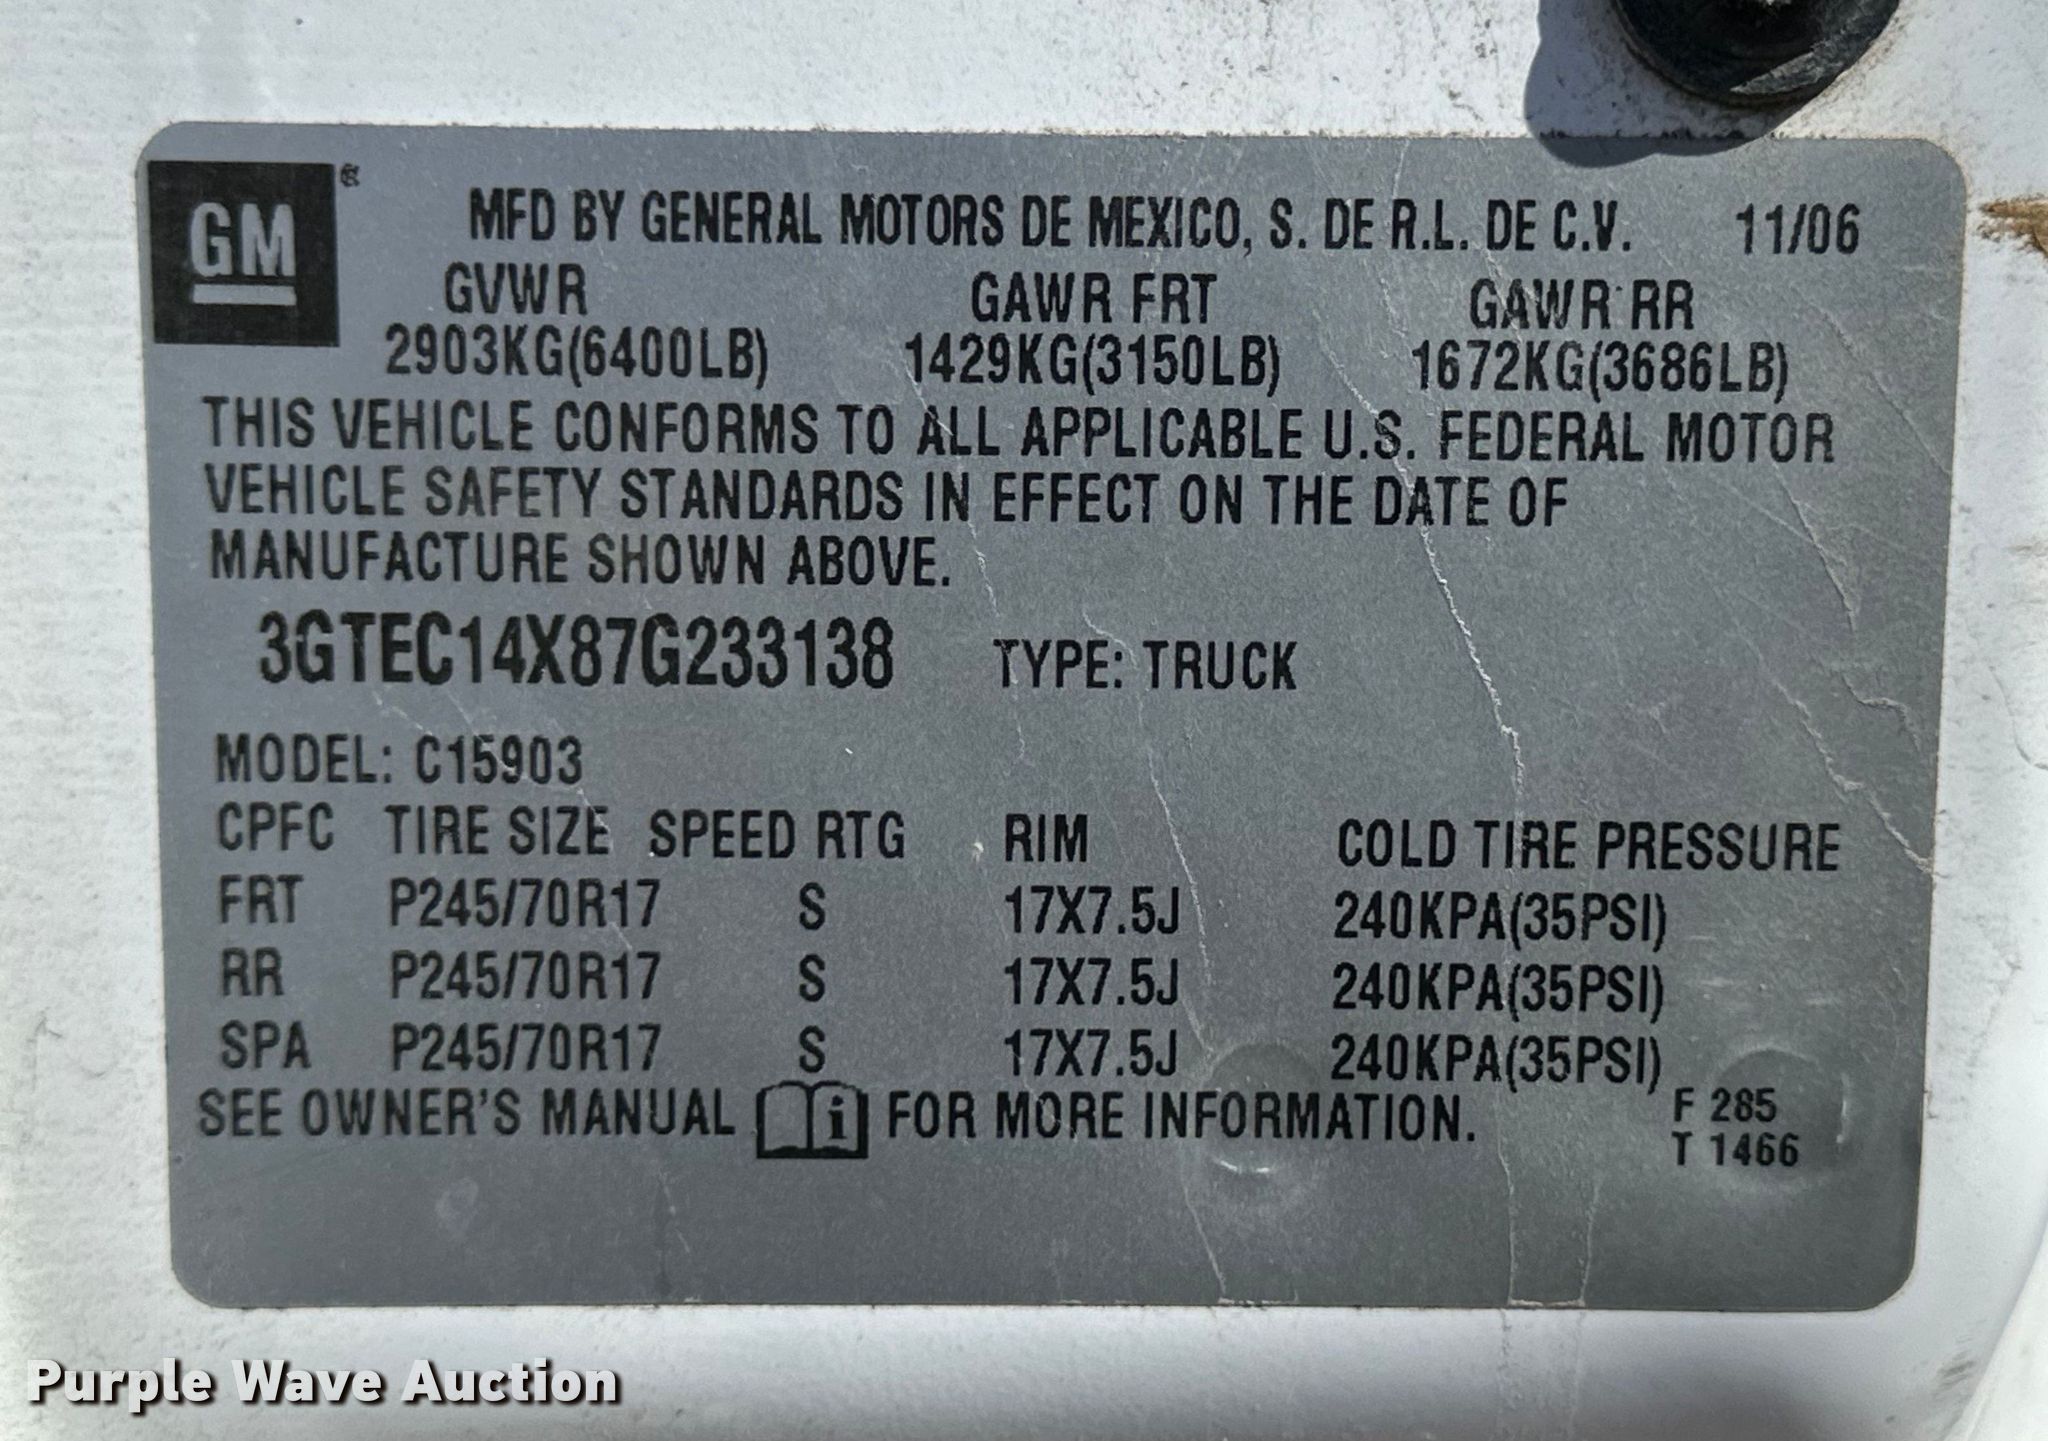 GM ®
MFD BY GENERAL MOTORS DE MEXICO, S. DE R.L. DE C.V. 11/06
GVWR GAWR FRT GAWR RR
2903KG(6400LB) 1429KG(3150LB) 1672KG(3686LB)
THIS VEHICLE CONFORMS TO ALL APPLICABLE U.S. FEDERAL MOTOR
VEHICLE SAFETY STANDARDS IN EFFECT ON THE DATE OF
MANUFACTURE SHOWN ABOVE.
3GTEC14X87G233138 TYPE: TRUCK
MODEL: C15903
CPFC TIRE SIZE SPEED RTG RIM COLD TIRE PRESSURE
FRT P245/70R17 S 17X7.5J 240KPA(35PSI)
RR P245/70R17 S 17X7.5J 240KPA(35PSI)
SPA P245/70R17 S 17X7.5J 240KPA(35PSI)
SEE OWNER'S MANUAL i FOR MORE INFORMATION.
F 285
T 1466
Purple Wave Auction